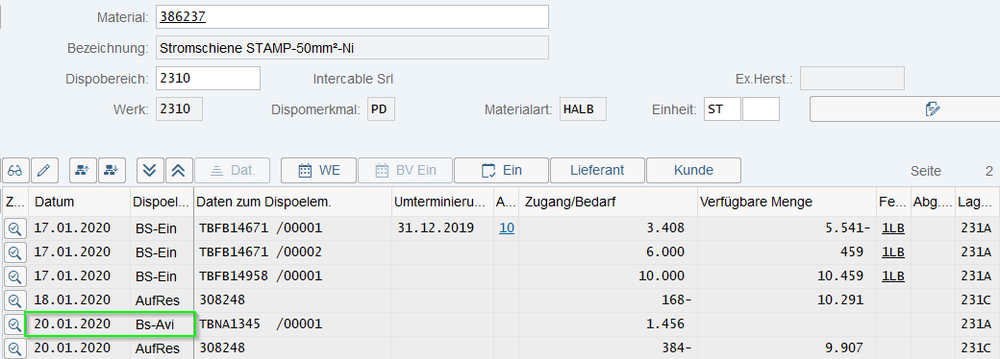 Material: 386237
Bezeichnung: Stromschiene STAMP-50mm²-Ni
Dispobereich: 2310 Intercable Srl Ex.Herst.:
Werk: 2310 Dispomerkmal: PD Materialart: HALB Einheit: ST
Dat. WE BV Ein Ein Lieferant Kunde Seite 2
Z... Datum Dispoel... Daten zum Dispoelem. Umterminieru... A... Zugang/Bedarf Verfügbare Menge Fe... Abg.... Lag...
17.01.2020 BS-Ein TBFB14671 /00001 31.12.2019 10 3.408 5.541- 1LB 231A
17.01.2020 BS-Ein TBFB14671 /00002 6.000 459 1LB 231A
17.01.2020 BS-Ein TBFB14958 /00001 10.000 10.459 1LB 231A
18.01.2020 AufRes 308248 168- 10.291 231C
20.01.2020 Bs-Avi TBNA1345 /00001 1.456 231A
20.01.2020 AufRes 308248 384- 9.907 231C